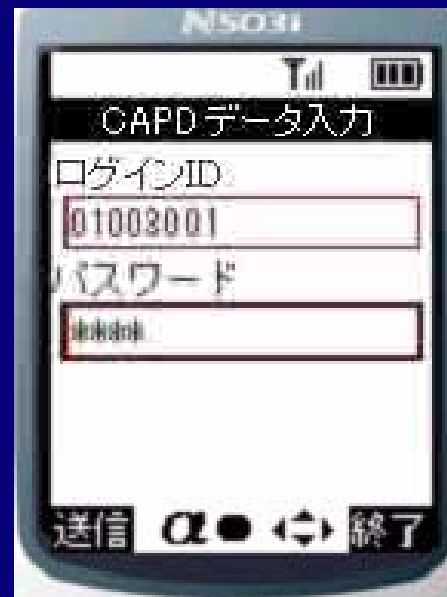 N503i
CAPDデータ入力
ログインID
01003001
パスワード
****
送信 α 終了